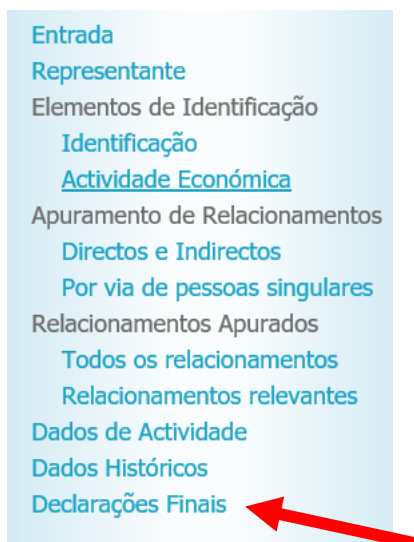 Entrada
Representante
Elementos de Identificação
Identificação
Actividade Económica
Apuramento de Relacionamentos
Directos e Indirectos
Por via de pessoas singulares
Relacionamentos Apurados
Todos os relacionamentos
Relacionamentos relevantes
Dados de Actividade
Dados Históricos
Declarações Finais